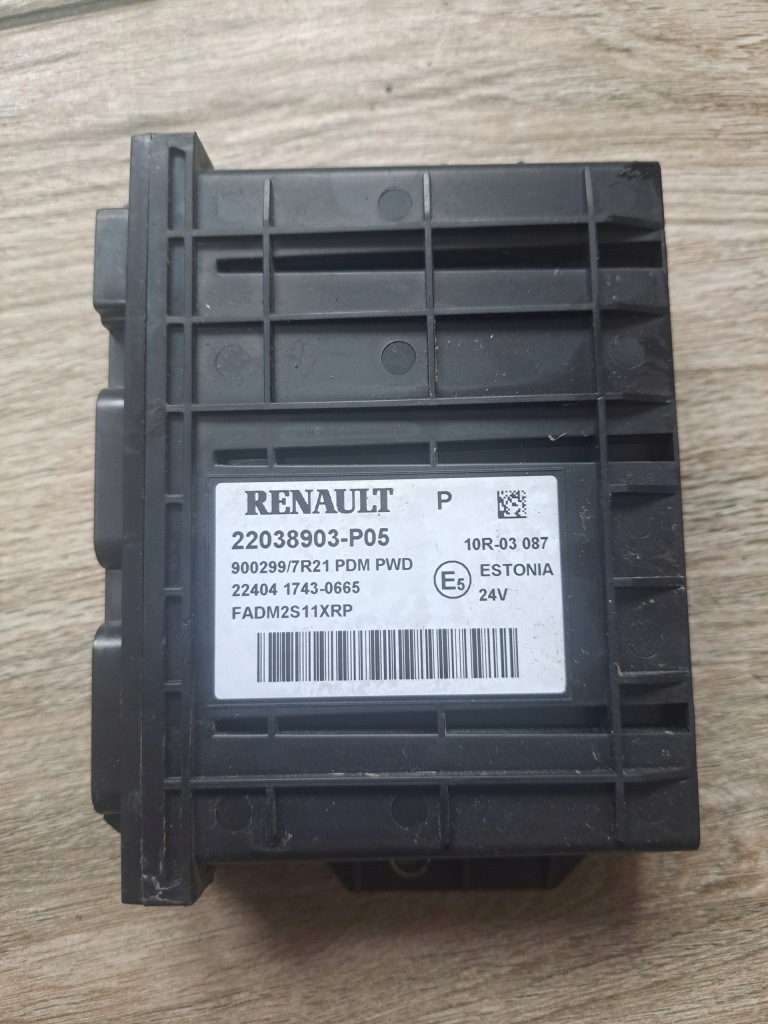 RENAULT P
22038903-P05 10R-03 087
900299/7R21 PDM PWD
E5 ESTONIA
22404 1743-0665
24V
FADM2S11XRP